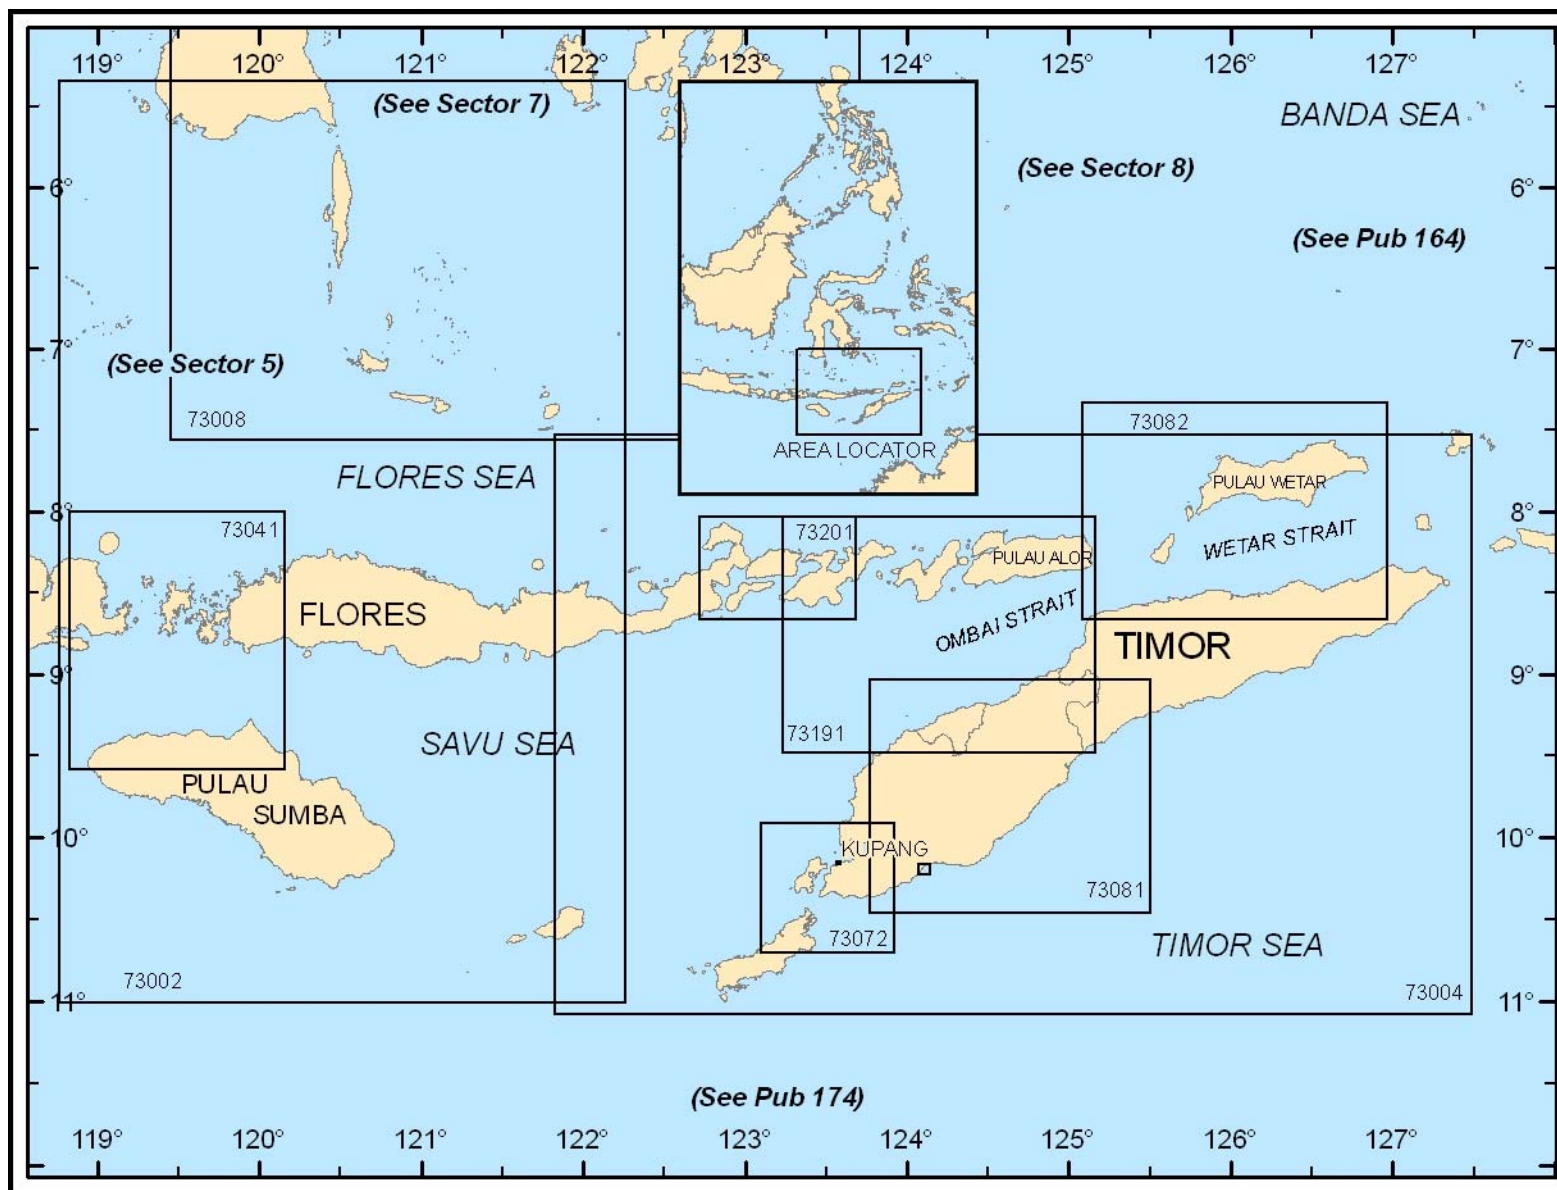 119° 120° 121° 122° 123° 124° 125° 126° 127°
(See Sector 7)
BANDA SEA
(See Sector 8)
6° 6°
(See Pub 164)
7° 7°
(See Sector 5)
73008
73082
AREA LOCATOR
FLORES SEA
PULAU WETAR
8° 8°
73041
73201
WETAR STRAIT
PULAU ALOR
FLORES
OMBAI STRAIT
TIMOR
9° 9°
73191
SAVU SEA
PULAU
SUMBA
10° 10°
KUPANG
73081
73072
TIMOR SEA
73002
73004
11° 11°
(See Pub 174)
119° 120° 121° 122° 123° 124° 125° 126° 127°